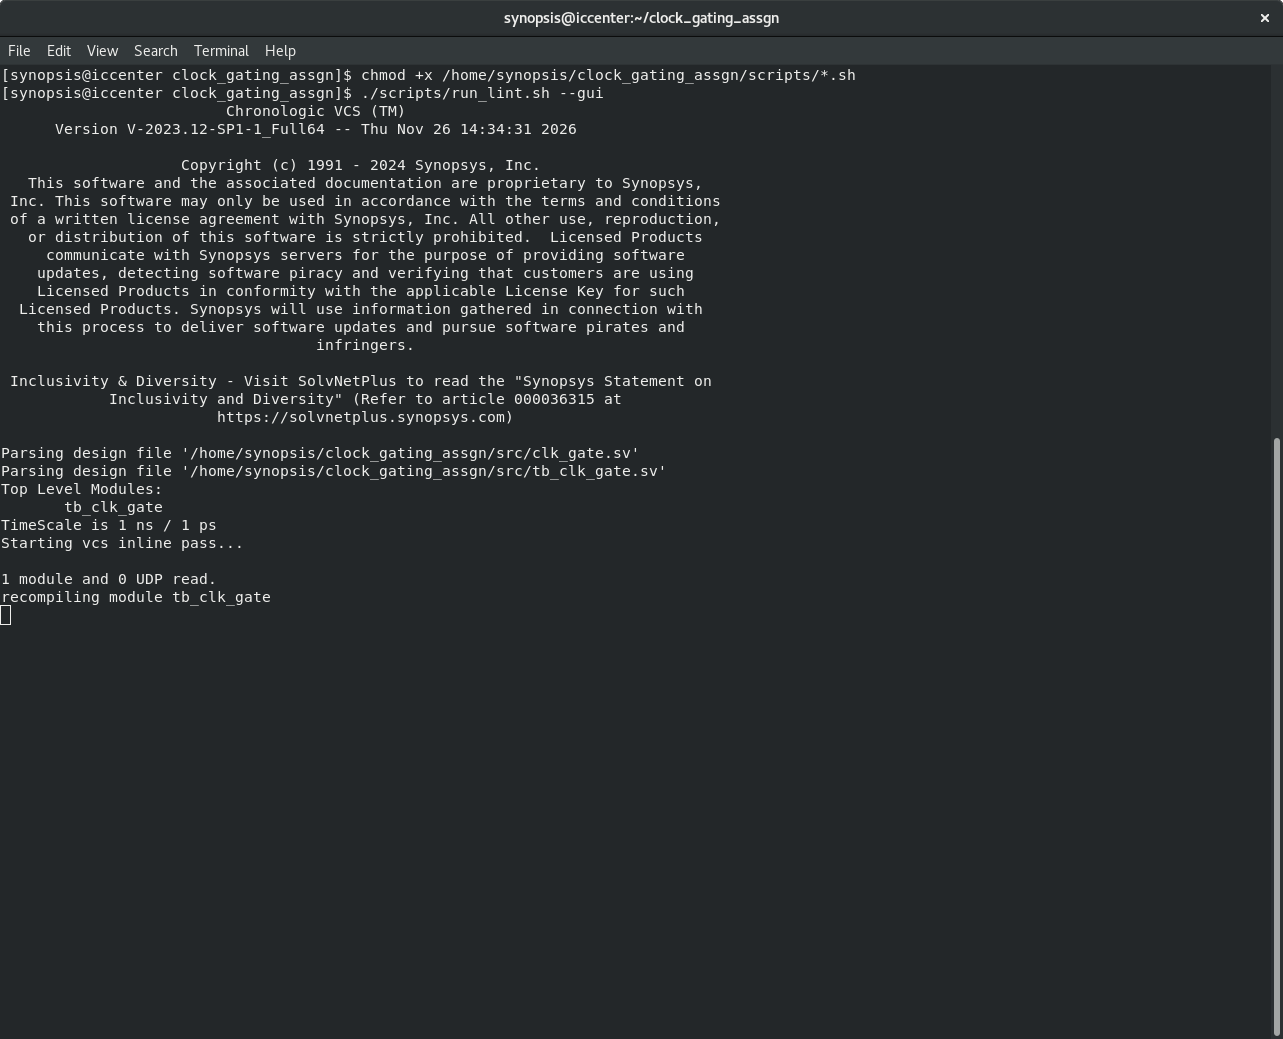 synopsis@iccenter:~/clock_gating_assgn ×
File Edit View Search Terminal Help
[synopsis@iccenter clock_gating_assgn]$ chmod +x /home/synopsis/clock_gating_assgn/scripts/*.sh
[synopsis@iccenter clock_gating_assgn]$ ./scripts/run_lint.sh --gui
Chronologic VCS (TM)
Version V-2023.12-SP1-1_Full64 -- Thu Nov 26 14:34:31 2026
Copyright (c) 1991 - 2024 Synopsys, Inc.
This software and the associated documentation are proprietary to Synopsys,
Inc. This software may only be used in accordance with the terms and conditions
of a written license agreement with Synopsys, Inc. All other use, reproduction,
or distribution of this software is strictly prohibited.  Licensed Products
communicate with Synopsys servers for the purpose of providing software
updates, detecting software piracy and verifying that customers are using
Licensed Products in conformity with the applicable License Key for such
Licensed Products. Synopsys will use information gathered in connection with
this process to deliver software updates and pursue software pirates and
infringers.
Inclusivity & Diversity - Visit SolvNetPlus to read the "Synopsys Statement on
Inclusivity and Diversity" (Refer to article 000036315 at
https://solvnetplus.synopsys.com)
Parsing design file '/home/synopsis/clock_gating_assgn/src/clk_gate.sv'
Parsing design file '/home/synopsis/clock_gating_assgn/src/tb_clk_gate.sv'
Top Level Modules:
tb_clk_gate
TimeScale is 1 ns / 1 ps
Starting vcs inline pass...
1 module and 0 UDP read.
recompiling module tb_clk_gate